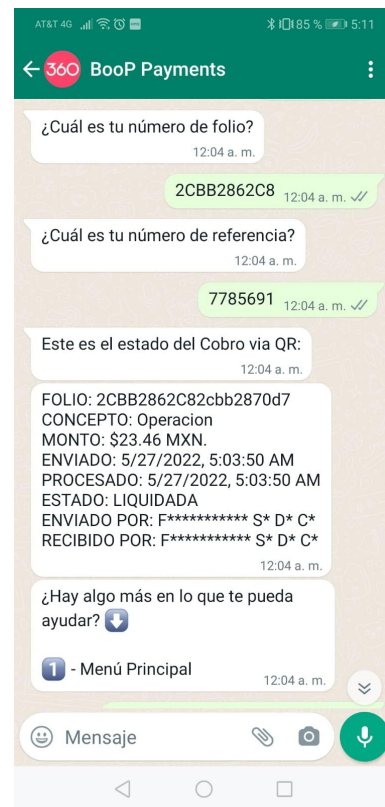 AT&T 4G 85 % 5:11
360 BooP Payments
¿Cuál es tu número de folio?
12:04 a. m.
2CBB2862C8 12:04 a. m.
¿Cuál es tu número de referencia?
12:04 a. m.
7785691 12:04 a. m.
Este es el estado del Cobro via QR:
12:04 a. m.
FOLIO: 2CBB2862C82cbb2870d7
CONCEPTO: Operacion
MONTO: $23.46 MXN.
ENVIADO: 5/27/2022, 5:03:50 AM
PROCESADO: 5/27/2022, 5:03:50 AM
ESTADO: LIQUIDADA
ENVIADO POR: F*********** S* D* C*
RECIBIDO POR: F*********** S* D* C*
12:04 a. m.
¿Hay algo más en lo que te pueda
ayudar? ⬇️
1️⃣ - Menú Principal
12:04 a. m.
Mensaje